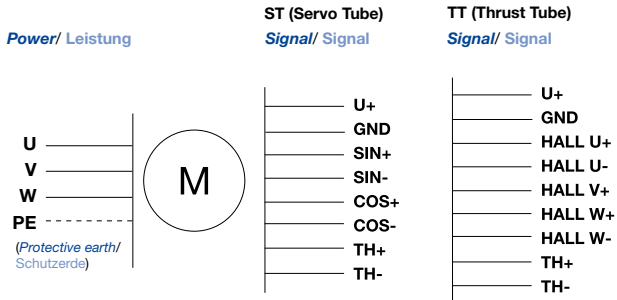 Power/ Leistung
U
V
W
PE
(Protective earth/
Schutzerde)
M
ST (Servo Tube)
Signal/ Signal
U+
GND
SIN+
SIN-
COS+
COS-
TH+
TH-
TT (Thrust Tube)
Signal/ Signal
U+
GND
HALL U+
HALL U-
HALL V+
HALL W+
HALL W-
TH+
TH-